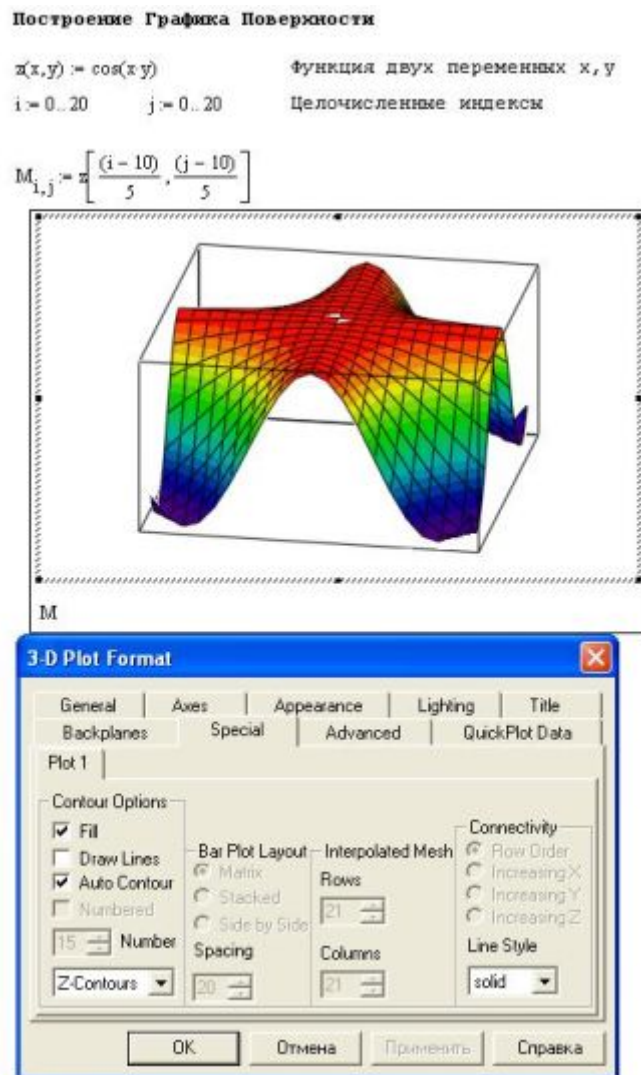 Построение Графика Поверхности
z(x,y) := cos(x·y) Функция двух переменных x,y
i := 0..20 j := 0..20 Целочисленные индексы
M i,j := z[ (i − 10) / 5 , (j − 10) / 5 ]
M
3-D Plot Format
General Axes Appearance Lighting Title
Backplanes Special Advanced QuickPlot Data
Plot 1
Contour Options
Fill
Draw Lines
Auto Contour
Numbered
15 Number
Z-Contours
Bar Plot Layout
Matrix
Stacked
Side by Side
Spacing
20
Interpolated Mesh
Rows
21
Columns
21
Connectivity
Row Order
Increasing X
Increasing Y
Increasing Z
Line Style
solid
OK Отмена Применить Справка